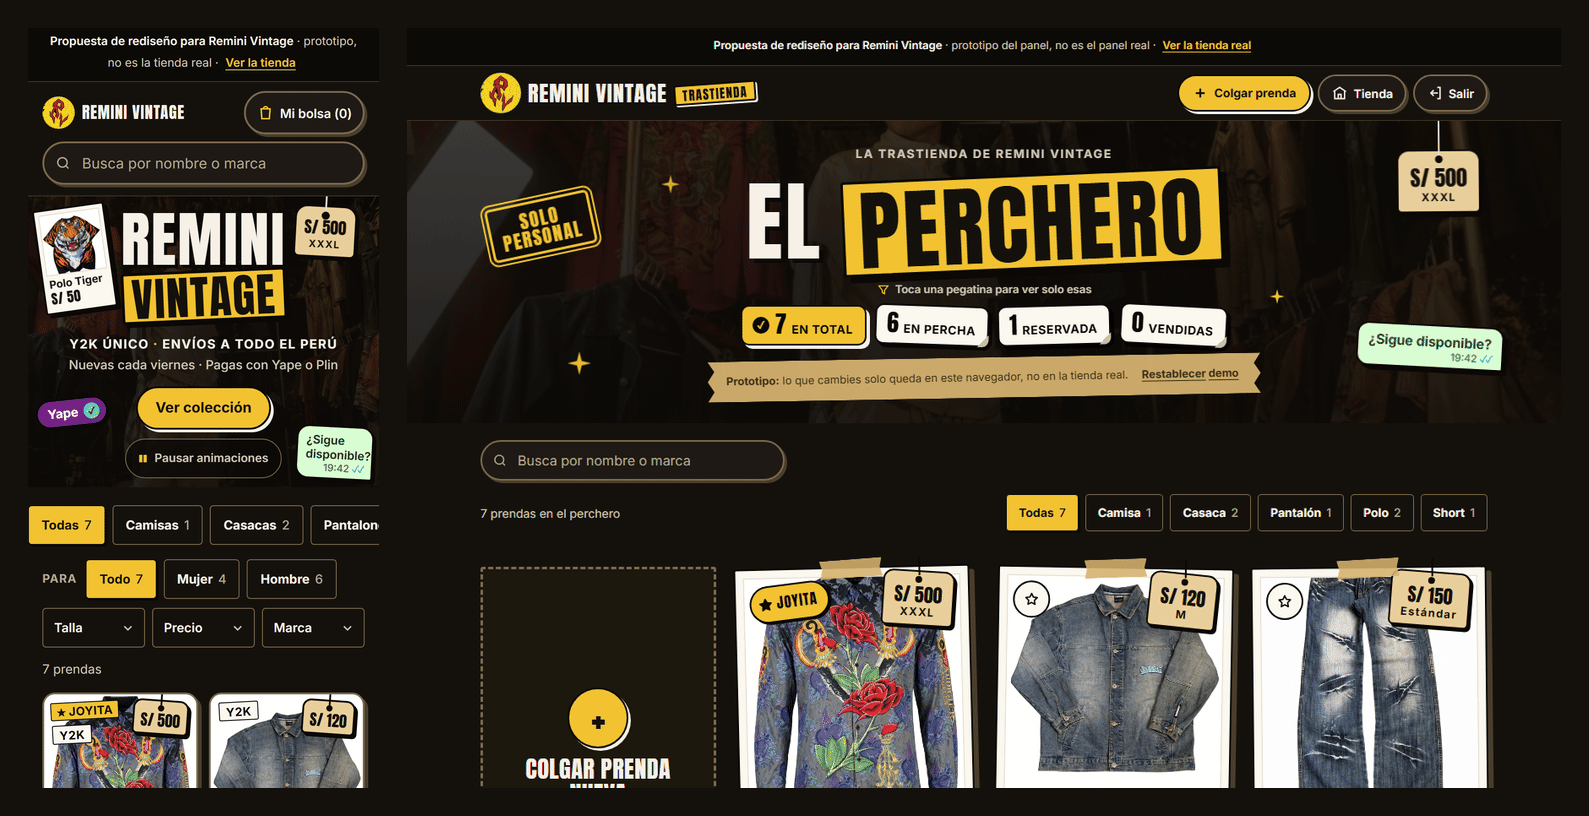 Propuesta de rediseño para Remini Vintage · prototipo,
no es la tienda real · Ver la tienda
REMINI VINTAGE
Mi bolsa (0)
Busca por nombre o marca
Polo Tiger
S/ 50
REMINI
VINTAGE
S/ 500
XXXL
Y2K ÚNICO · ENVÍOS A TODO EL PERÚ
Nuevas cada viernes · Pagas con Yape o Plin
Yape
Ver colección
Pausar animaciones
¿Sigue
disponible?
19:42
Todas 7
Camisas 1
Casacas 2
Pantalon
PARA
Todo 7
Mujer 4
Hombre 6
Talla
Precio
Marca
7 prendas
JOYITA
Y2K
S/ 500
Y2K
S/ 120
Propuesta de rediseño para Remini Vintage · prototipo del panel, no es el panel real · Ver la tienda real
REMINI VINTAGE
TRASTIENDA
+ Colgar prenda
Tienda
Salir
LA TRASTIENDA DE REMINI VINTAGE
SOLO
PERSONAL
EL PERCHERO
S/ 500
XXXL
Toca una pegatina para ver solo esas
7 EN TOTAL
6 EN PERCHA
1 RESERVADA
0 VENDIDAS
¿Sigue disponible?
19:42
Prototipo: lo que cambies solo queda en este navegador, no en la tienda real. Restablecer demo
Busca por nombre o marca
7 prendas en el perchero
Todas 7
Camisa 1
Casaca 2
Pantalón 1
Polo 2
Short 1
+
COLGAR PRENDA
NUEVA
JOYITA
S/ 500
XXXL
S/ 120
M
S/ 150
Estándar